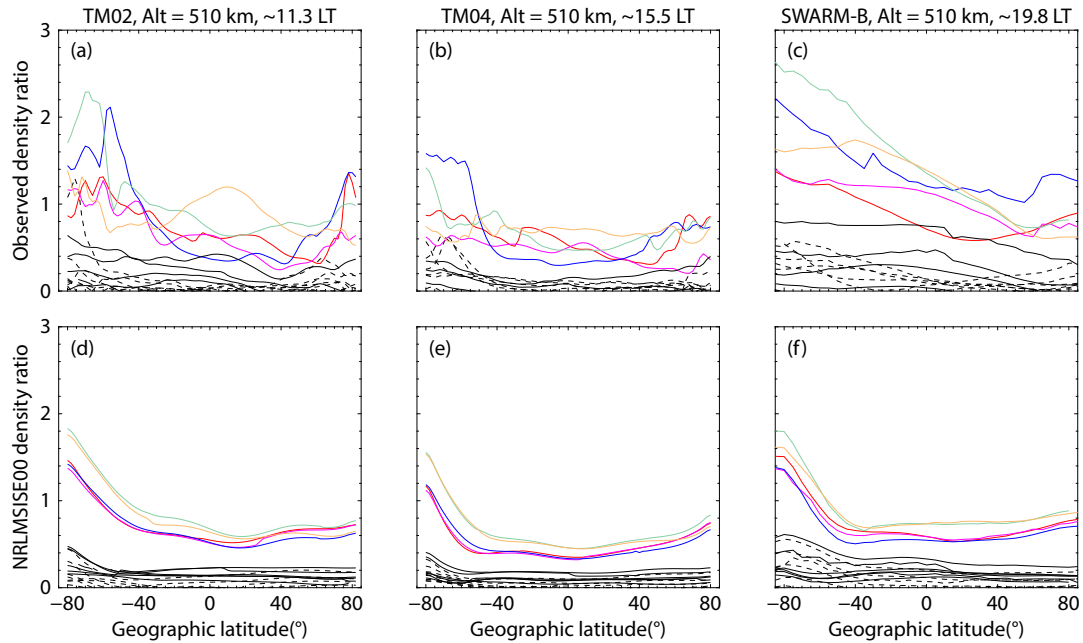 TM02, Alt = 510 km, ~11.3 LT
TM04, Alt = 510 km, ~15.5 LT
SWARM-B, Alt = 510 km, ~19.8 LT
Observed density ratio
3
2
1
0
(a)
(b)
(c)
NRLMSISE00 density ratio
3
2
1
0
(d)
(e)
(f)
−80 −40 0 40 80
−80 −40 0 40 80
−80 −40 0 40 80
Geographic latitude(°)
Geographic latitude(°)
Geographic latitude(°)